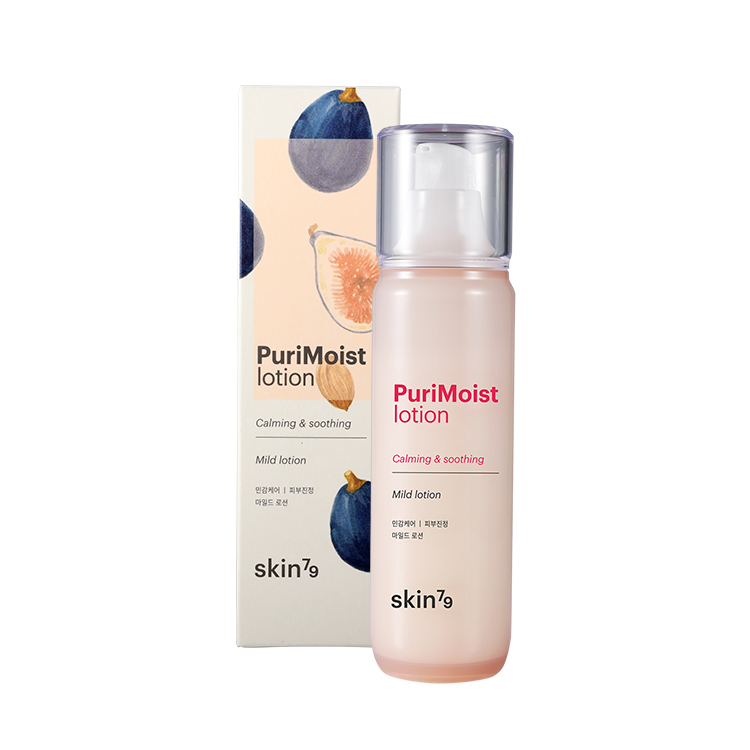 PuriMoist
lotion
Calming & soothing
Mild lotion
민감케어 | 피부진정
마일드 로션
skin79
PuriMoist
lotion
Calming & soothing
Mild lotion
민감케어 | 피부진정
마일드 로션
skin79